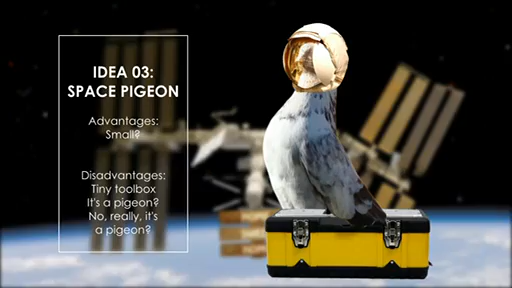 IDEA 03:
SPACE PIGEON
Advantages:
Small?
Disadvantages:
Tiny toolbox
It's a pigeon?
No, really, it's
a pigeon?